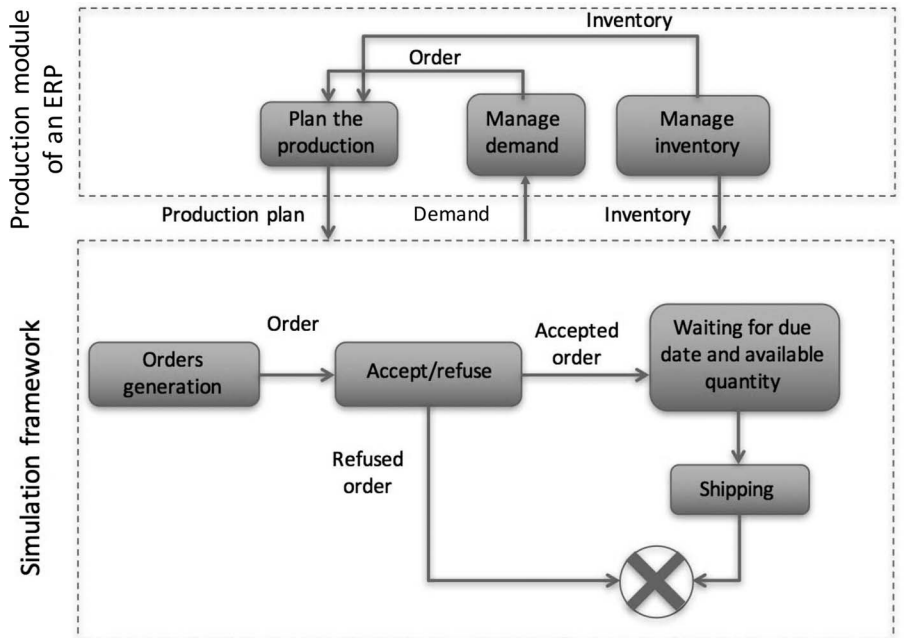 Production module
of an ERP
Inventory
Order
Plan the
production
Manage
demand
Manage
inventory
Production plan
Demand
Inventory
Simulation framework
Orders
generation
Order
Accept/refuse
Accepted
order
Waiting for due
date and available
quantity
Refused
order
Shipping